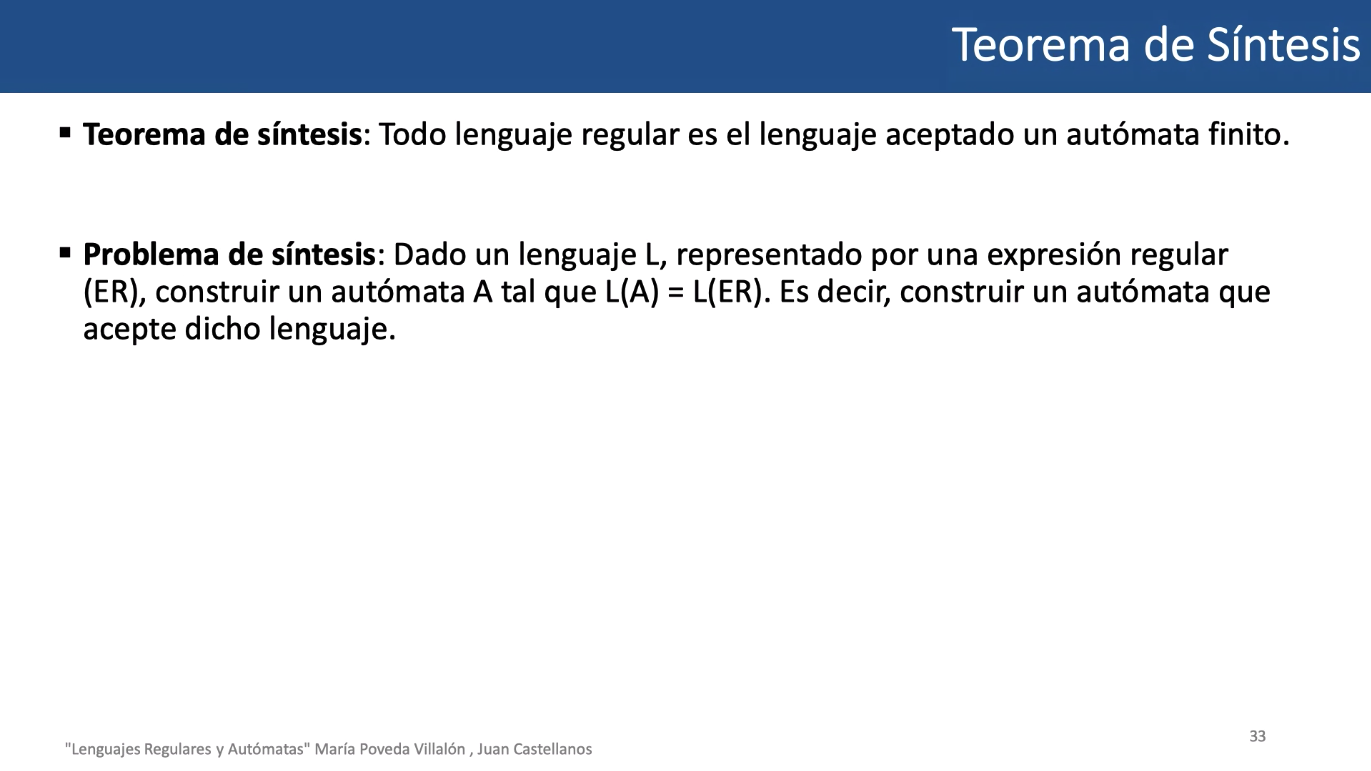 Teorema de Síntesis
▪ Teorema de síntesis: Todo lenguaje regular es el lenguaje aceptado un autómata finito.
▪ Problema de síntesis: Dado un lenguaje L, representado por una expresión regular
(ER), construir un autómata A tal que L(A) = L(ER). Es decir, construir un autómata que
acepte dicho lenguaje.
"Lenguajes Regulares y Autómatas" María Poveda Villalón , Juan Castellanos
33